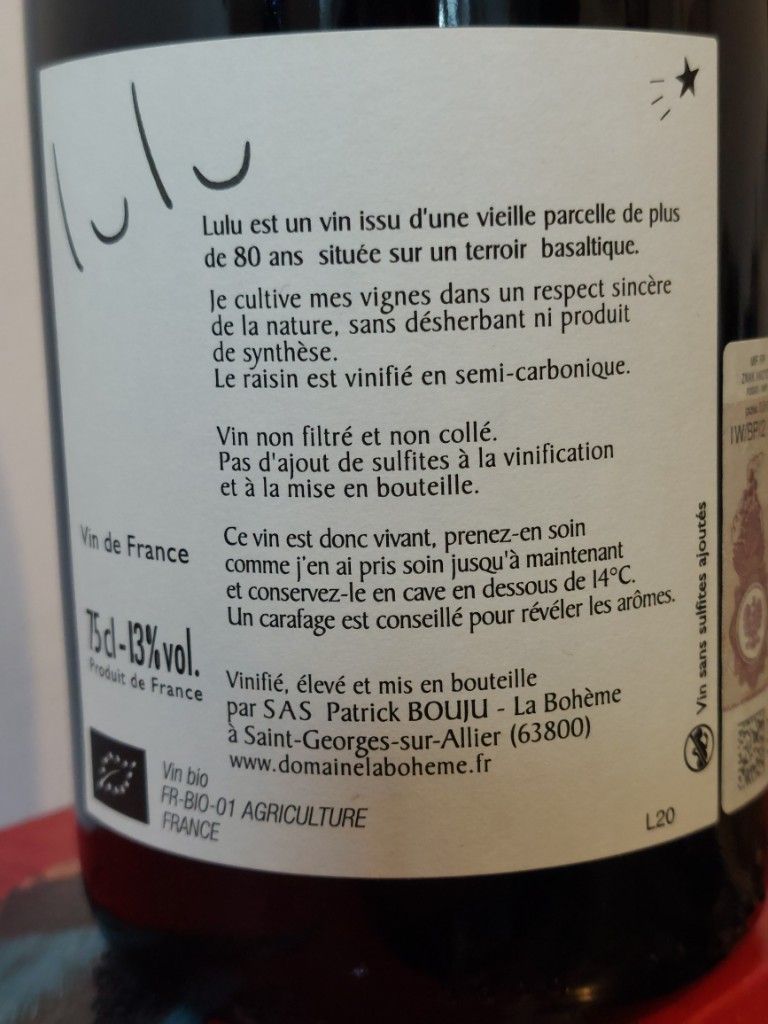 lulu
Lulu est un vin issu d'une vieille parcelle de plus
de 80 ans située sur un terroir basaltique.
Je cultive mes vignes dans un respect sincère
de la nature, sans désherbant ni produit
de synthèse.
Le raisin est vinifié en semi-carbonique.
Vin non filtré et non collé.
Pas d'ajout de sulfites à la vinification
et à la mise en bouteille.
Ce vin est donc vivant, prenez-en soin
comme j'en ai pris soin jusqu'à maintenant
et conservez-le en cave en dessous de 14°C.
Un carafage est conseillé pour révéler les arômes.
Vinifié, élevé et mis en bouteille
par SAS Patrick BOUJU - La Bohème
à Saint-Georges-sur-Allier (63800)
www.domainelaboheme.fr
Vin de France
75cl-13%vol.
Produit de France
Vin bio
FR-BIO-01 AGRICULTURE
FRANCE
L20
Vin sans sulfites ajoutés